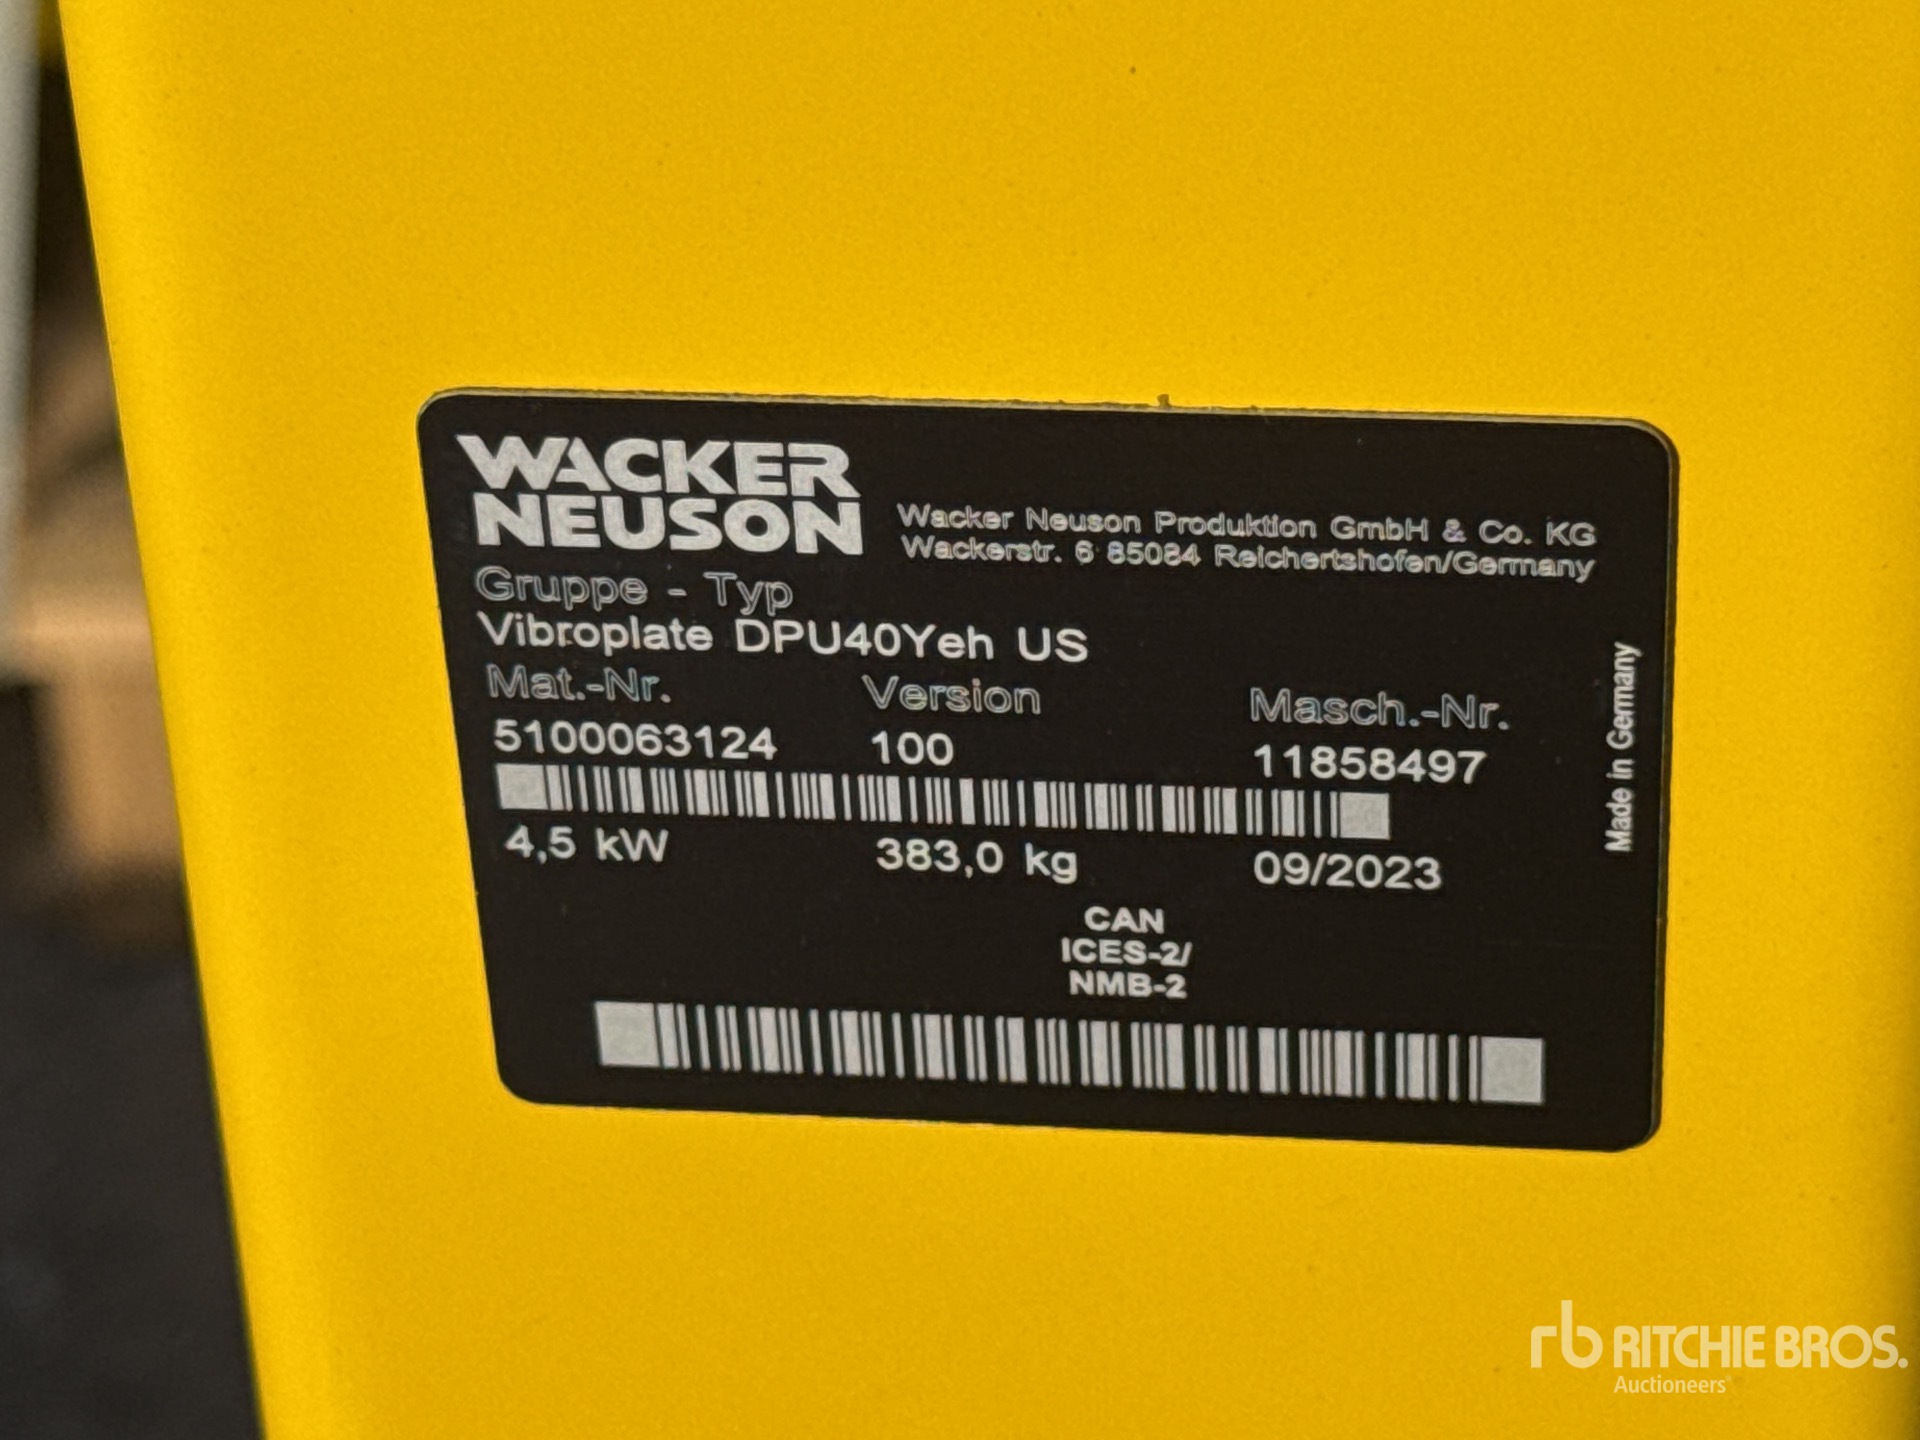 WACKER
NEUSON
Wacker Neuson Produktion GmbH & Co. KG
Wackerstr. 6 85084 Reichertshofen/Germany
Gruppe - Typ
Vibroplate DPU40Yeh US
Mat.-Nr. Version Masch.-Nr.
5100063124 100 11858497
4,5 kW 383,0 kg 09/2023
CAN
ICES-2/
NMB-2
Made in Germany
rb RITCHIE BROS.
Auctioneers